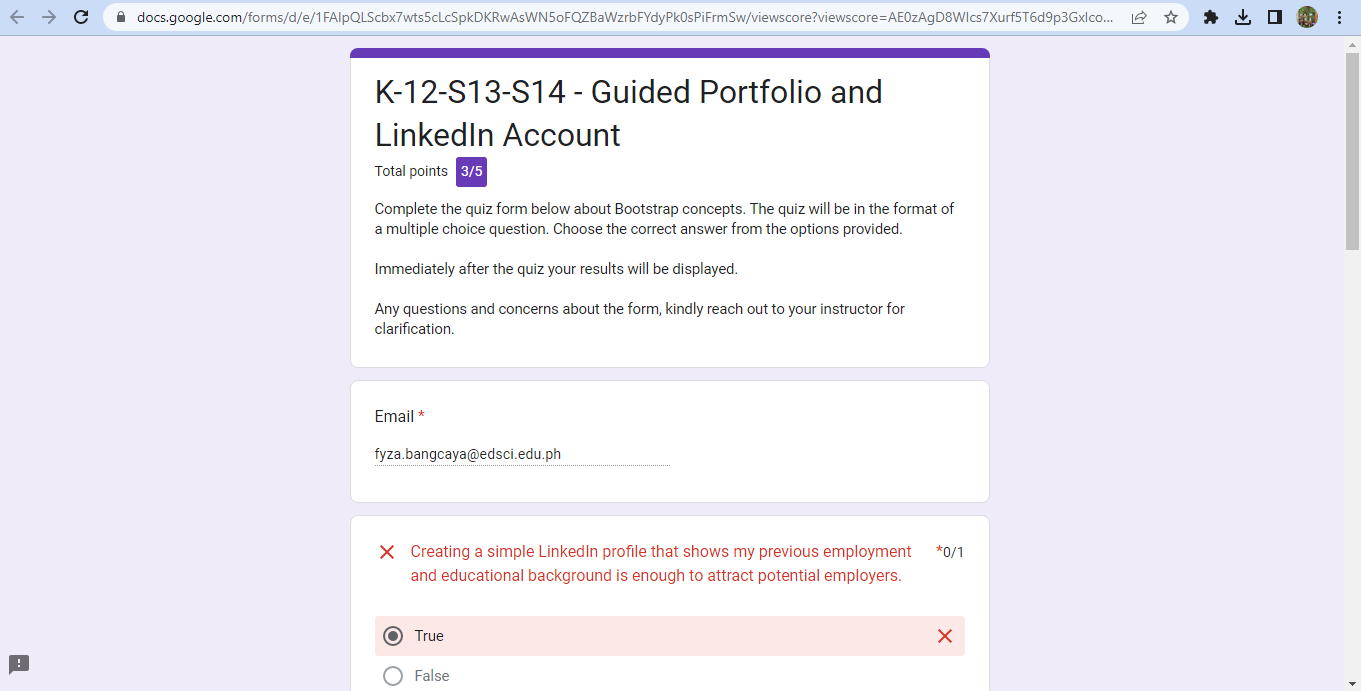 docs.google.com/forms/d/e/1FAIpQLScbx7wts5cLcSpkDKRwAsWN5oFQZBaWzrbFYdyPk0sPiFrmSw/viewscore?viewscore=AE0zAgD8WIcs7Xurf5T6d9p3GxIco...
K-12-S13-S14 - Guided Portfolio and
LinkedIn Account
Total points 3/5
Complete the quiz form below about Bootstrap concepts. The quiz will be in the format of
a multiple choice question. Choose the correct answer from the options provided.
Immediately after the quiz your results will be displayed.
Any questions and concerns about the form, kindly reach out to your instructor for
clarification.
Email *
fyza.bangcaya@edsci.edu.ph
Creating a simple LinkedIn profile that shows my previous employment *0/1
and educational background is enough to attract potential employers.
True
False